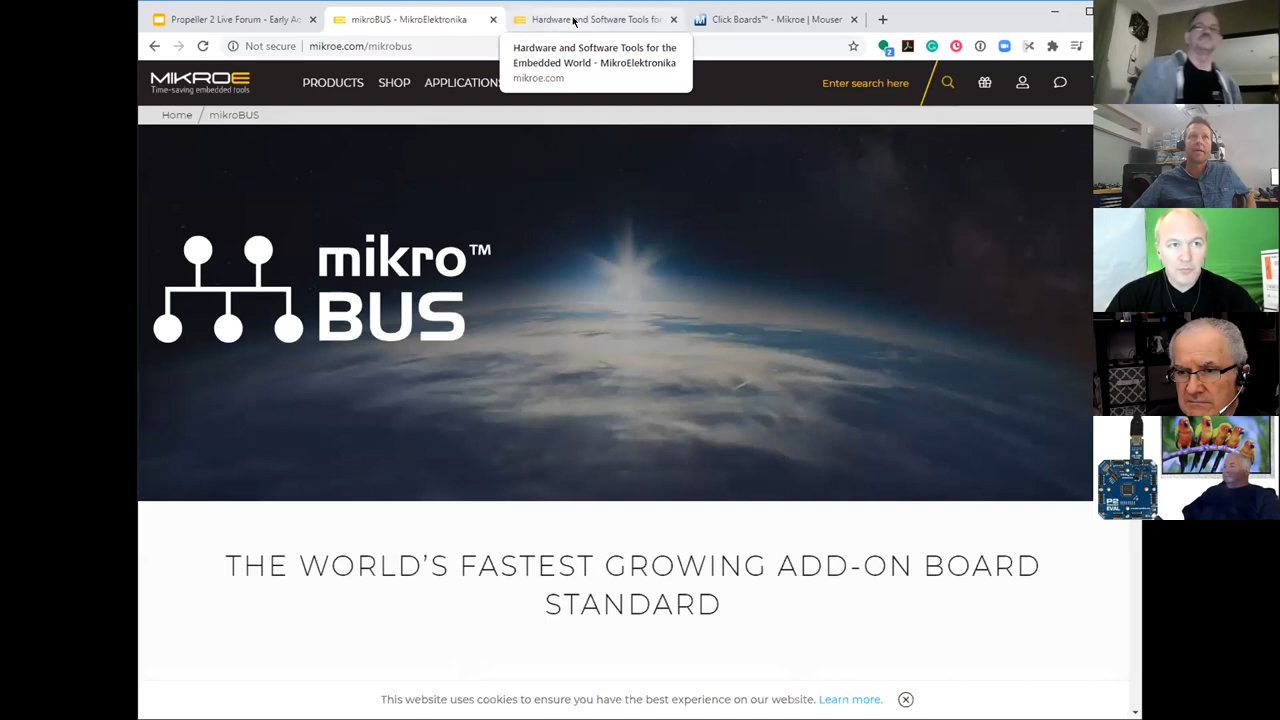 Propeller 2 Live Forum - Early Ac
mikroBUS - MikroElektronika
Hardware and Software Tools for
Click Boards™ - Mikroe | Mouser
Not secure
mikroe.com/mikrobus
Hardware and Software Tools for the
Embedded World - MikroElektronika
mikroe.com
MIKROE
Time-saving embedded tools
PRODUCTS
SHOP
APPLICATIONS
Enter search here
Home / mikroBUS
mikro™
BUS
THE WORLD'S FASTEST GROWING ADD-ON BOARD
STANDARD
This website uses cookies to ensure you have the best experience on our website. Learn more.
P2
EVAL